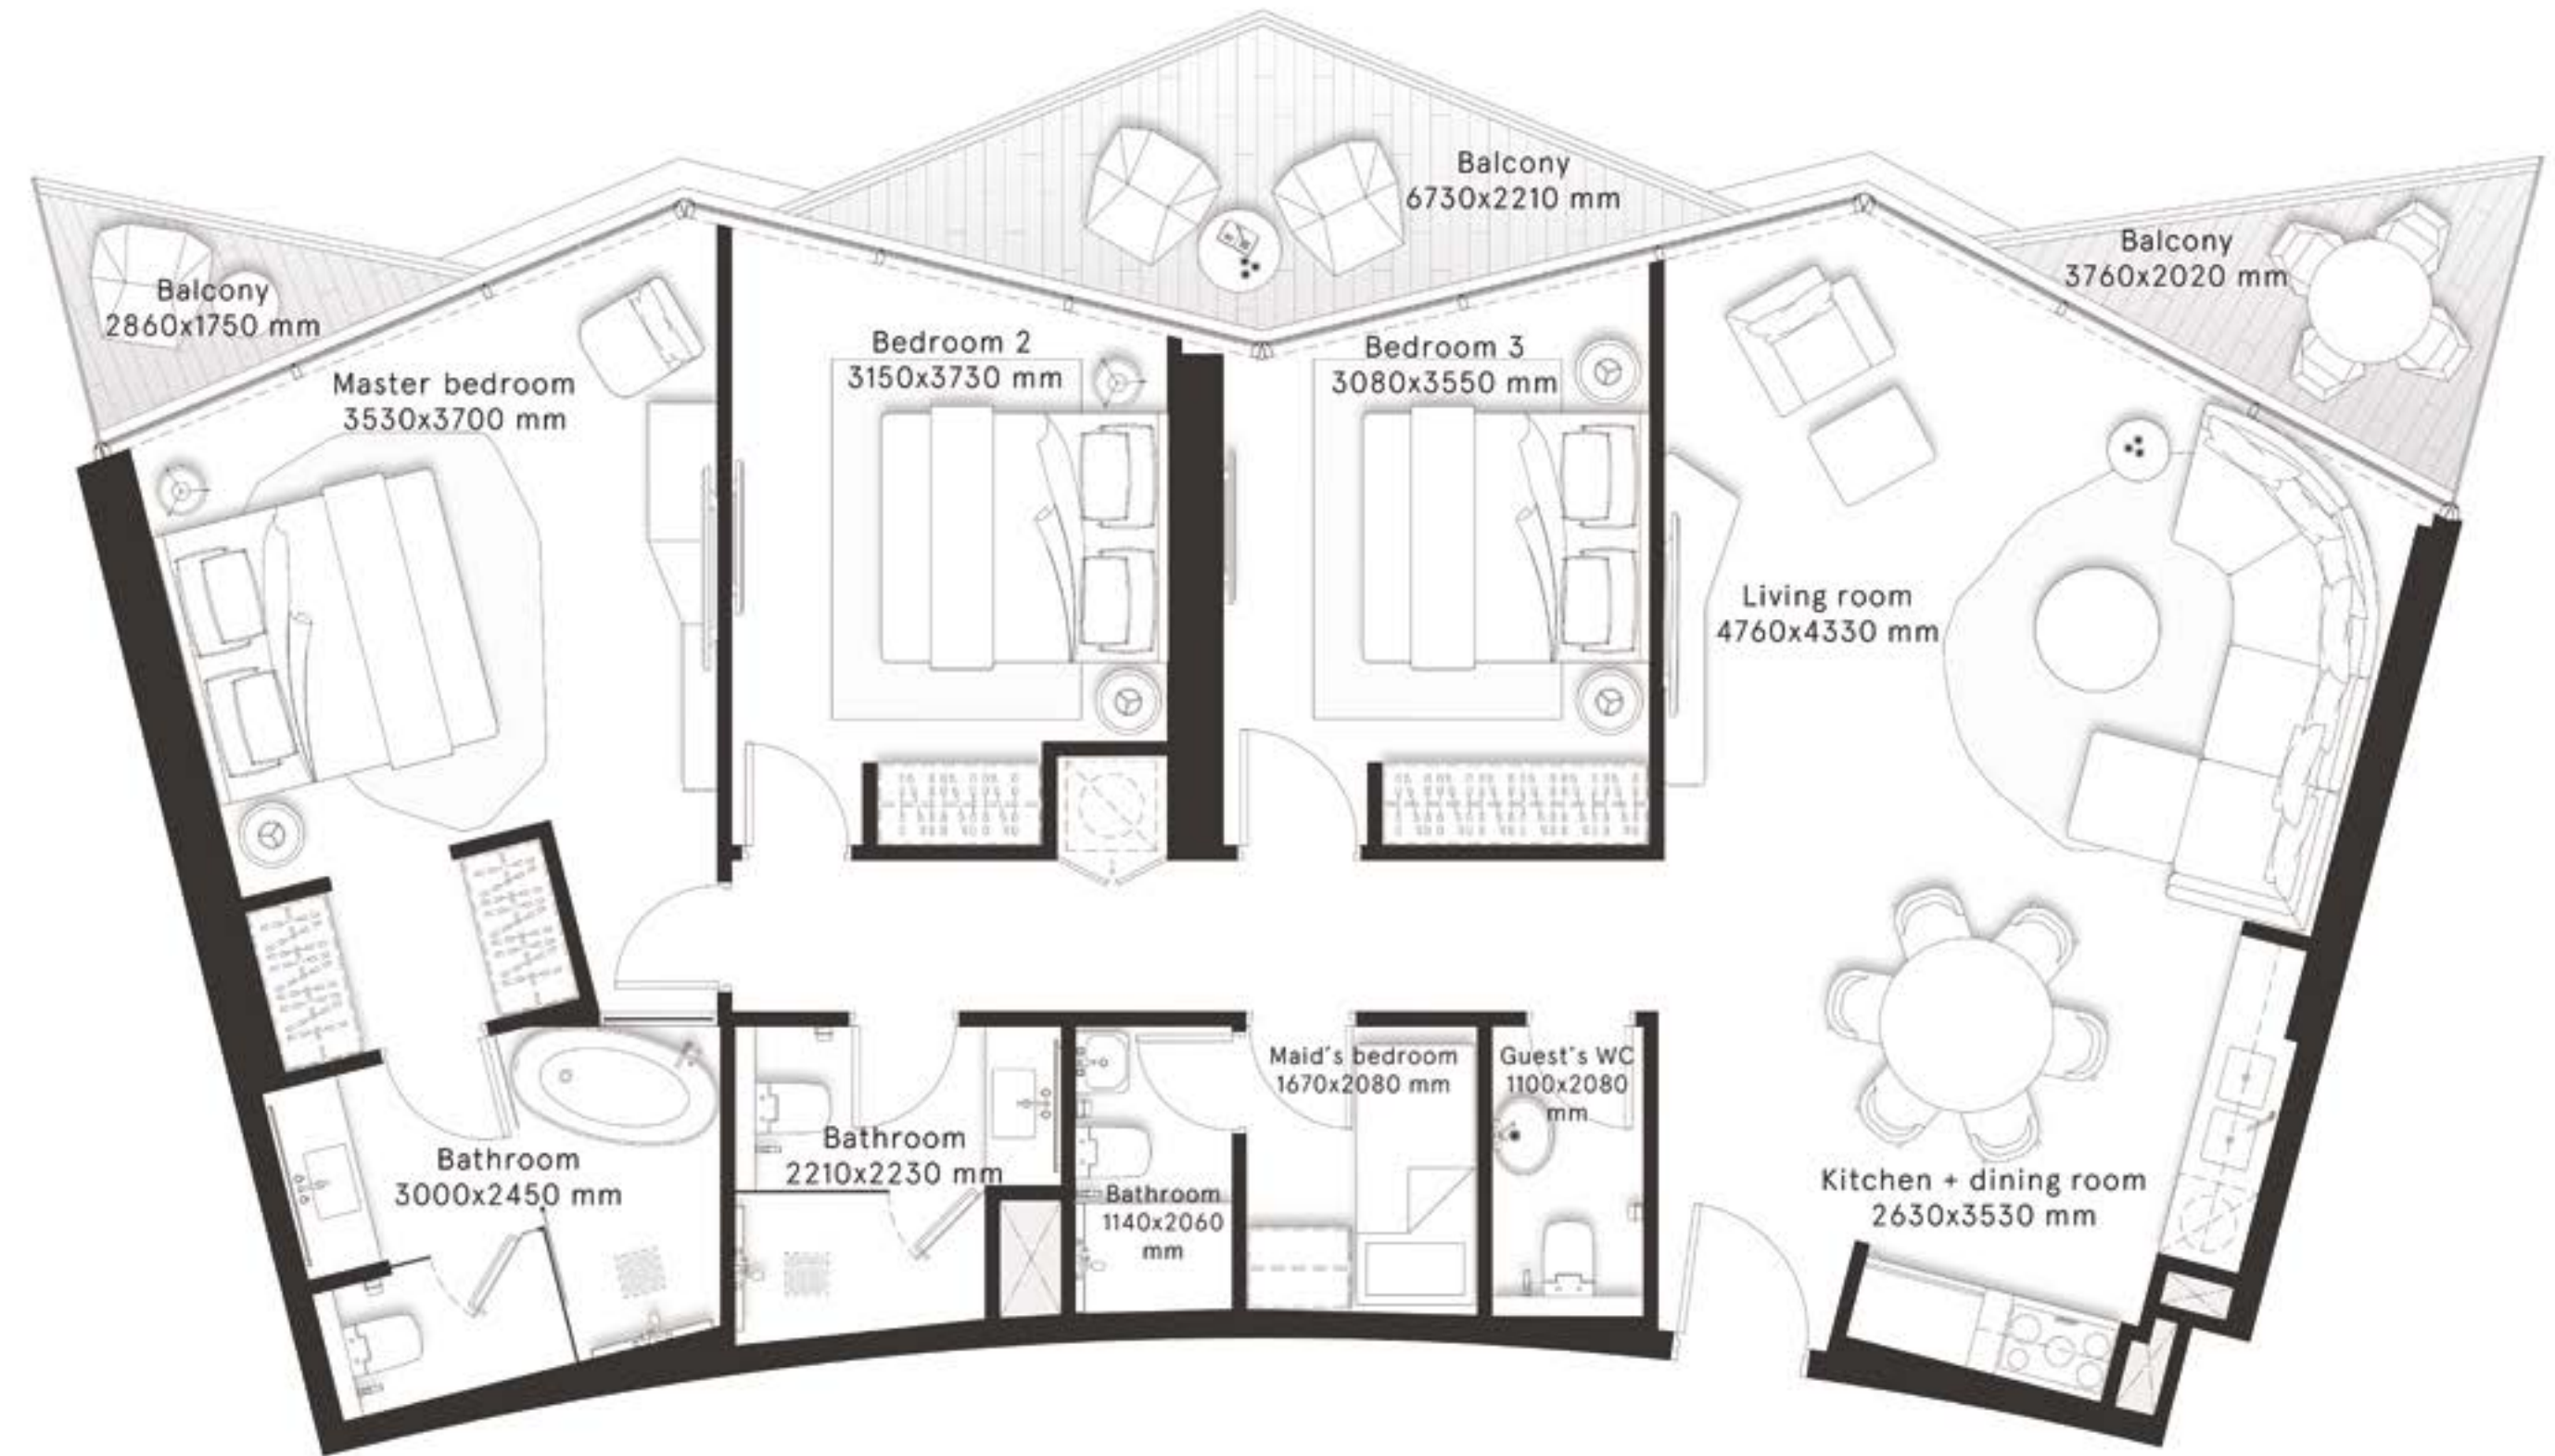 Balcony
6730x2210 mm
Balcony
3760x2020 mm
Balcony
2860x1750 mm
Master bedroom
3530x3700 mm
Bedroom 2
3150x3730 mm
Bedroom 3
3080x3550 mm
Living room
4760x4330 mm
Maid's bedroom
1670x2080 mm
Guest's WC
1100x2080
mm
Bathroom
2210x2230 mm
Bathroom
3000x2450 mm
Bathroom
1140x2060
mm
Kitchen + dining room
2630x3530 mm